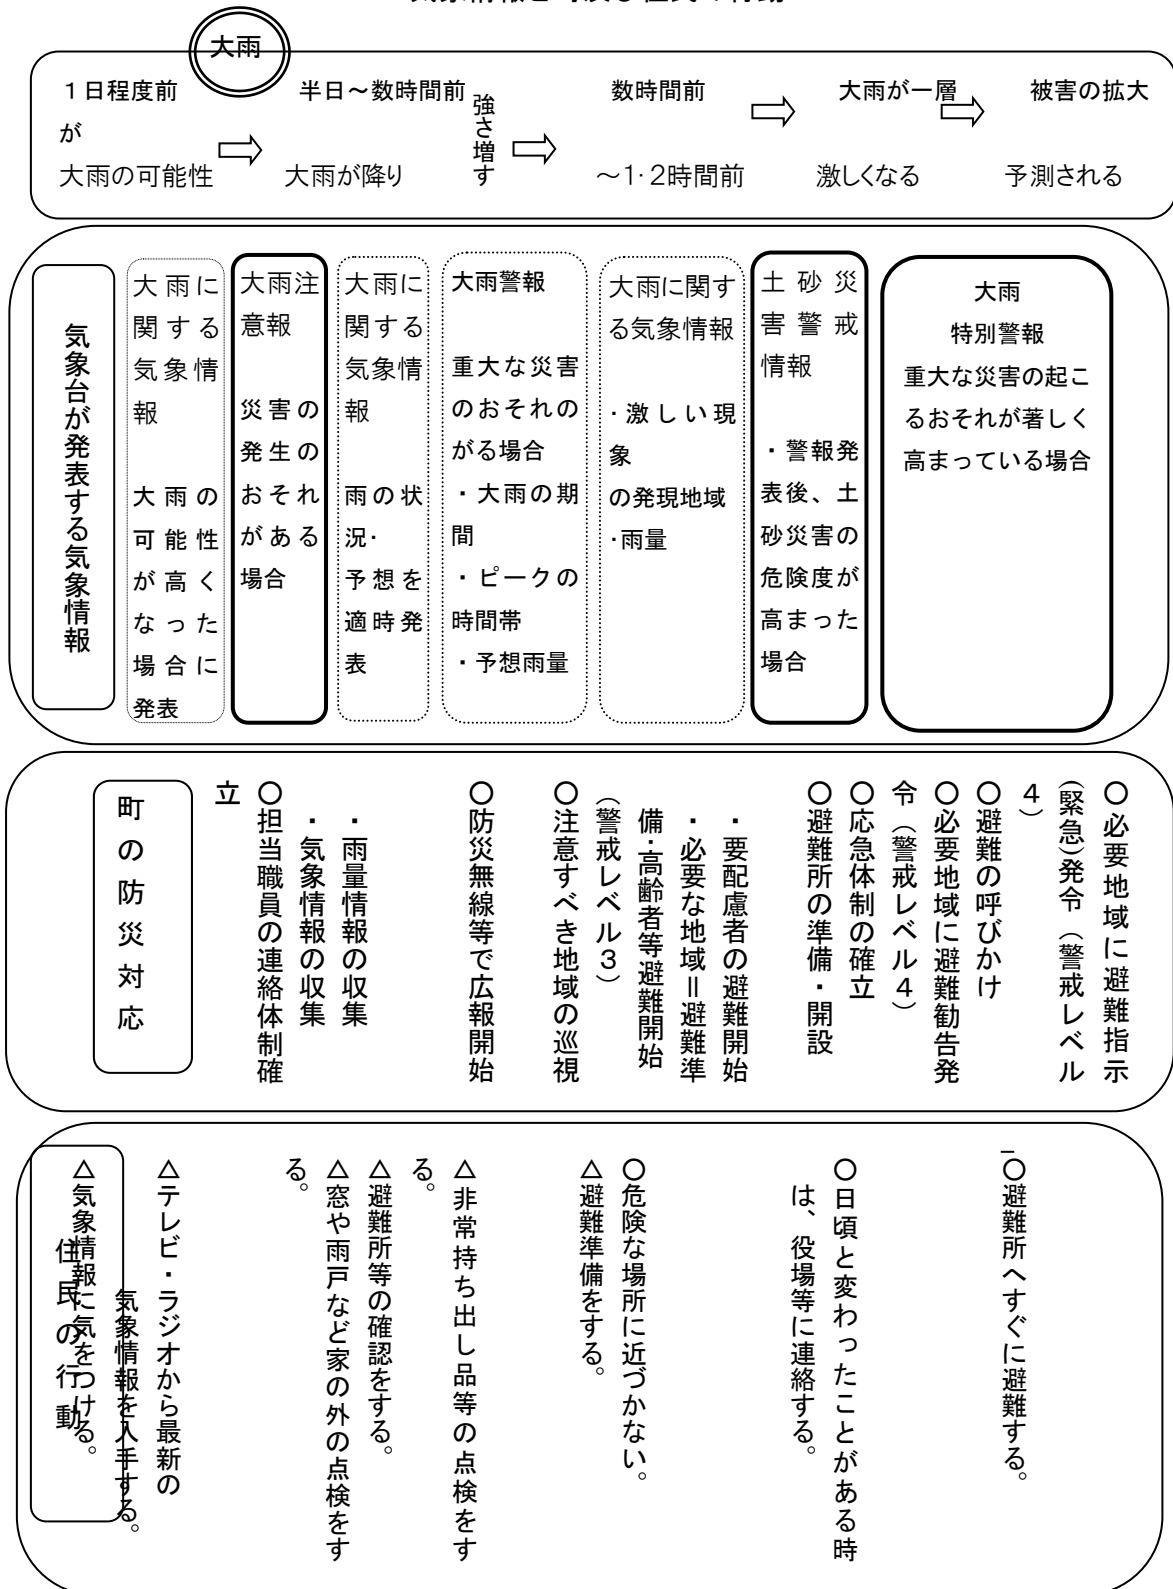 大雨
１日程度前
が
大雨の可能性
半日～数時間前
大雨が降り
強さ増す
数時間前
～1・2時間前
大雨が一層
激しくなる
被害の拡大
予測される
気象台が発表する気象情報
大雨に
関する
気象情
報
大雨の
可能性
が高く
なった
場合に
発表
大雨注
意報
災害の
発生の
おそれ
がある
場合
大雨に
関する
気象情
報
雨の状
況・
予想を
適時発
表
大雨警報
重大な災害
のおそれの
がる場合
・大雨の期
間
・ピークの
時間帯
・予想雨量
大雨に関す
る気象情報
・激しい現
象
の発現地域
・雨量
土砂災
害警戒
情報
・警報発
表後、土
砂災害の
危険度が
高まった
場合
大雨
特別警報
重大な災害の起こ
るおそれが著しく
高まっている場合
町の防災対応
〇必要地域に避難指示
（緊急）発令（警戒レベル
４）
〇避難の呼びかけ
〇必要地域に避難勧告発
令（警戒レベル４）
〇応急体制の確立
〇避難所の準備・開設
・要配慮者の避難開始
・必要な地域＝避難準
備・高齢者等避難開始
（警戒レベル３）
〇注意すべき地域の巡視
〇防災無線等で広報開始
・雨量情報の収集
・気象情報の収集
〇担当職員の連絡体制確
立
住民の行動
〇避難所へすぐに避難する。
〇日頃と変わったことがある時
は、役場等に連絡する。
〇危険な場所に近づかない。
△避難準備をする。
△非常持ち出し品等の点検をす
る。
△避難所等の確認をする。
△窓や雨戸など家の外の点検をす
る。
△テレビ・ラジオから最新の
気象情報を入手する。
△気象情報に気をつける。